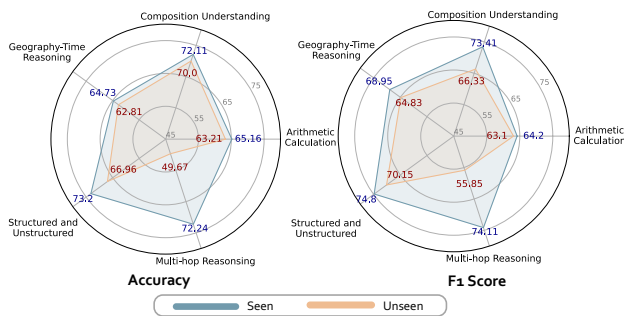 Composition Understanding
72.11
Geography-Time
Reasoning
70.0
75
64.73
62.81
65
55
45
63.21
65.16
Arithmetic
Calculation
49.67
66.96
73.2
Structured and
Unstructured
72.24
Multi-hop Reasonsing
Accuracy
Composition Understanding
73.41
Geography-Time
Reasoning
66.33
75
68.95
64.83
65
55
45
63.1
64.2
Arithmetic
Calculation
70.15
55.85
74.8
Structured and
Unstructured
74.11
Multi-hop Reasoning
F1 Score
Seen
Unseen